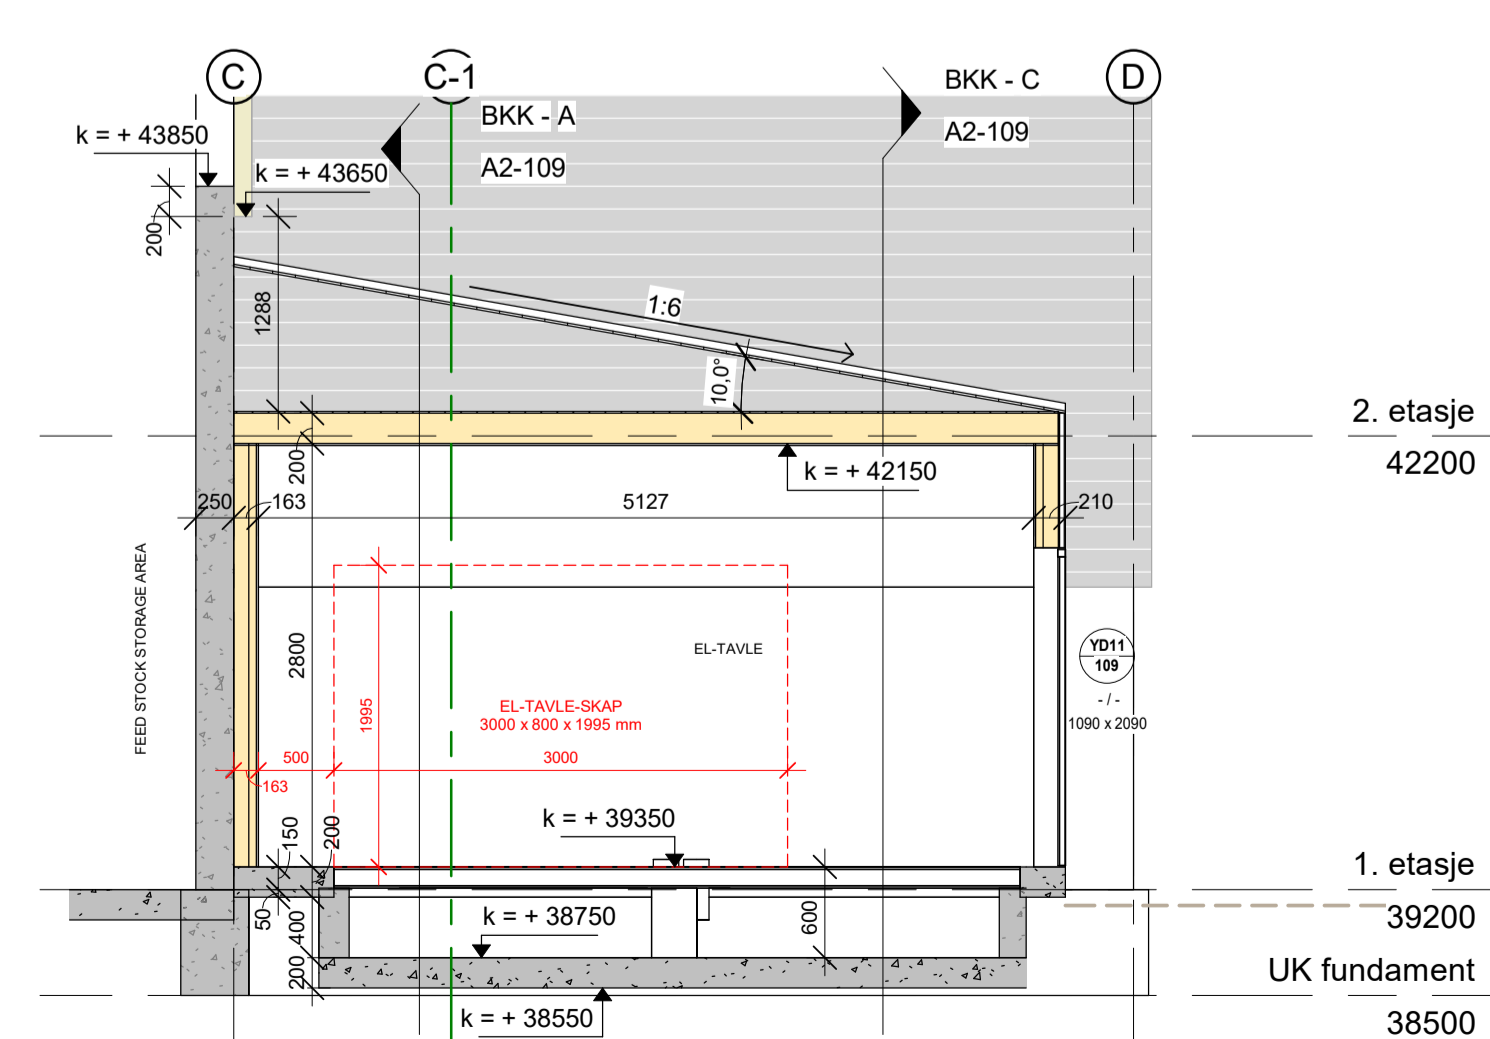 C
C-1
D
BKK - A
A2-109
BKK - C
A2-109
k = + 43850
k = + 43650
200
1288
1:6
10,0°
2. etasje
42200
200
k = + 42150
250
163
5127
210
FEED STOCK STORAGE AREA
2800
1995
EL-TAVLE
YD11
109
- / -
1090 x 2090
EL-TAVLE-SKAP
3000 x 800 x 1995 mm
500
3000
163
150
200
k = + 39350
1. etasje
39200
50
400
k = + 38750
600
200
UK fundament
38500
k = + 38550